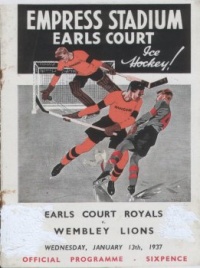 EMPRESS STADIUM
EARLS COURT
Ice
Hockey!
EARLS COURT ROYALS
v.
WEMBLEY LIONS
WEDNESDAY, JANUARY 13th, 1937
OFFICIAL PROGRAMME - SIXPENCE